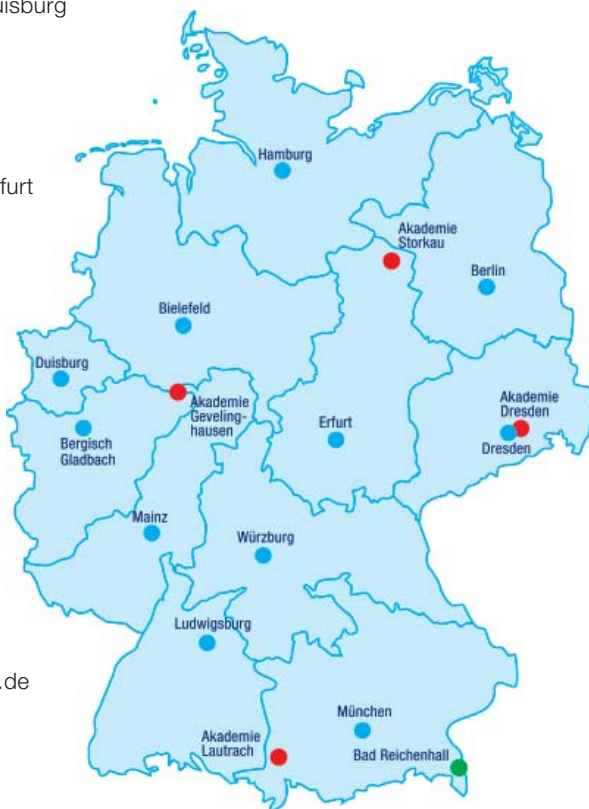 uisburg
Hamburg
furt
Akademie
Storkau
Berlin
Bielefeld
Duisburg
Akademie
Geveling-
hausen
Akademie
Dresden
Erfurt
Bergisch
Gladbach
Dresden
Mainz
Würzburg
Ludwigsburg
.de
München
Akademie
Lautrach
Bad Reichenhall